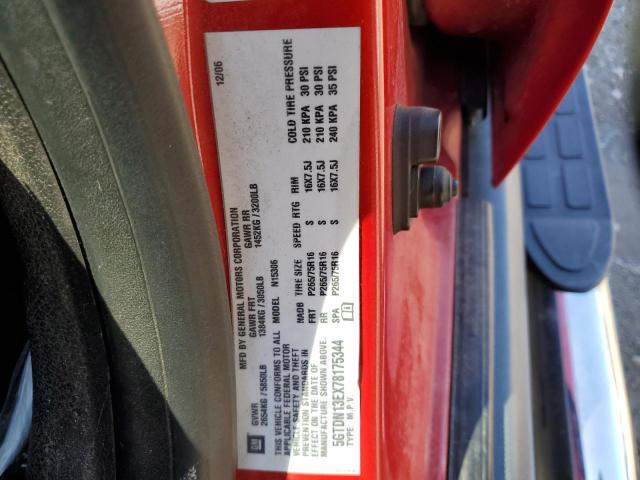 MFD BY GENERAL MOTORS CORPORATION 12/06
GVWR GAWR FRT GAWR RR
2654KG / 5850LB 1384KG / 3050LB 1452KG / 3200LB
THIS VEHICLE CONFORMS TO ALL
APPLICABLE FEDERAL MOTOR
VEHICLE SAFETY AND THEFT
PREVENTION STANDARDS IN
EFFECT ON THE DATE OF
MANUFACTURE SHOWN ABOVE.
5GTDN13EX78175344
TYPE M.P.V.
MODEL N15306
NADB TIRE SIZE SPEED RTG RIM COLD TIRE PRESSURE
FRT P265/75R16 S 16X7.5J 210 KPA 30 PSI
RR P265/75R16 S 16X7.5J 210 KPA 30 PSI
SPA P265/75R16 S 16X7.5J 240 KPA 35 PSI
GM